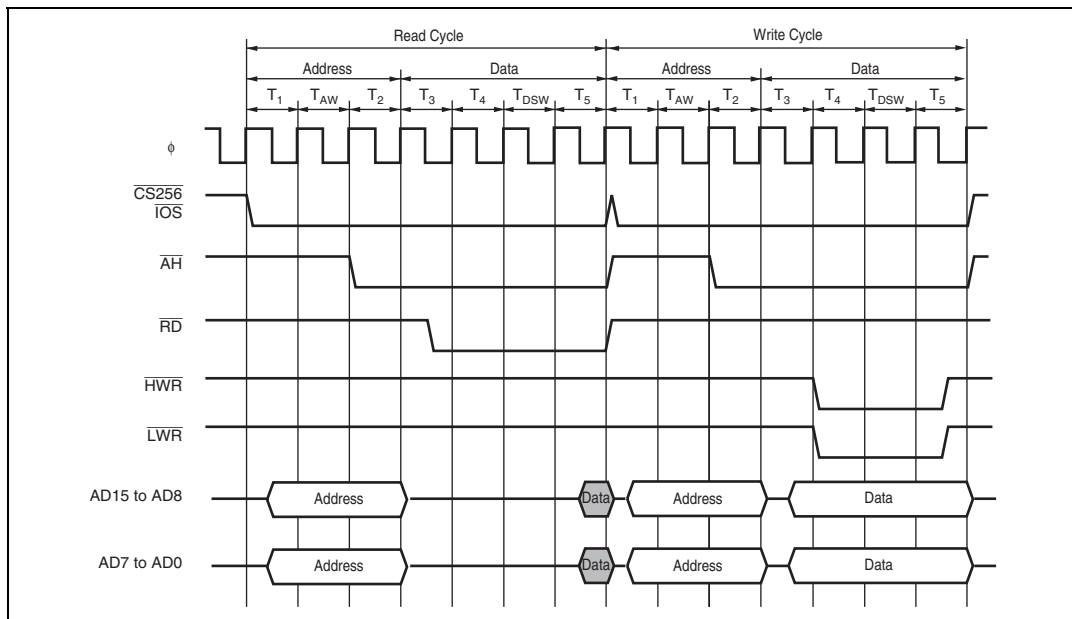 Read Cycle Write Cycle
Address Data Address Data
T1 TAW T2 T3 T4 TDSW T5 T1 TAW T2 T3 T4 TDSW T5
ϕ
CS256
IOS
AH
RD
HWR
LWR
AD15 to AD8 Address Data Address Data
AD7 to AD0 Address Data Address Data